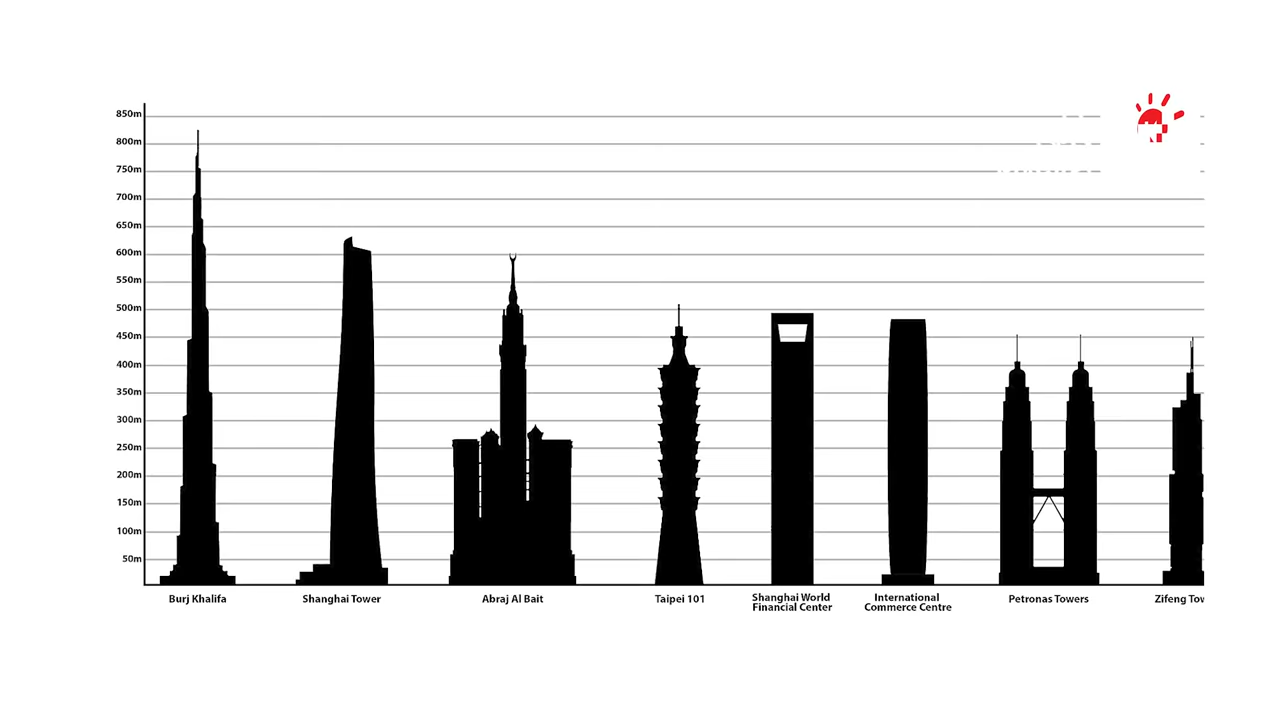 850m
800m
750m
700m
650m
600m
550m
500m
450m
400m
350m
300m
250m
200m
150m
100m
50m
Burj Khalifa
Shanghai Tower
Abraj Al Bait
Taipei 101
Shanghai World
Financial Center
International
Commerce Centre
Petronas Towers
Zifeng Tow